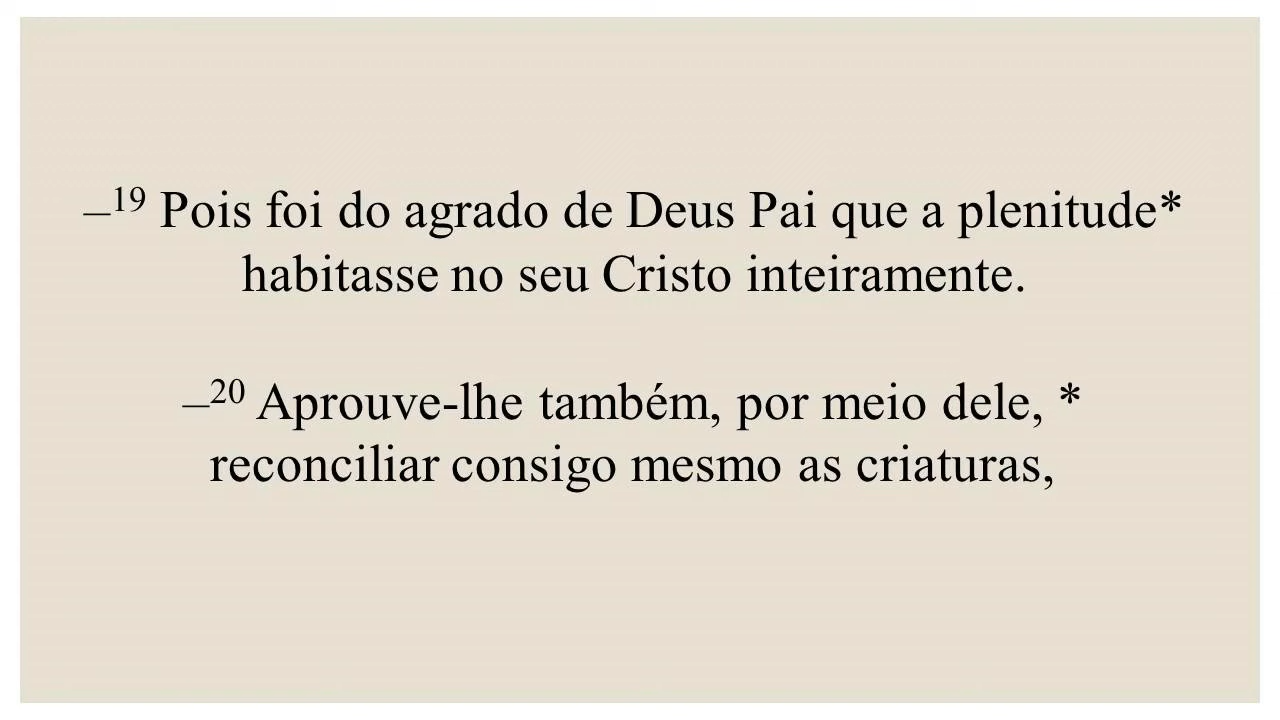 –19 Pois foi do agrado de Deus Pai que a plenitude*
habitasse no seu Cristo inteiramente.
–20 Aprouve-lhe também, por meio dele, *
reconciliar consigo mesmo as criaturas,